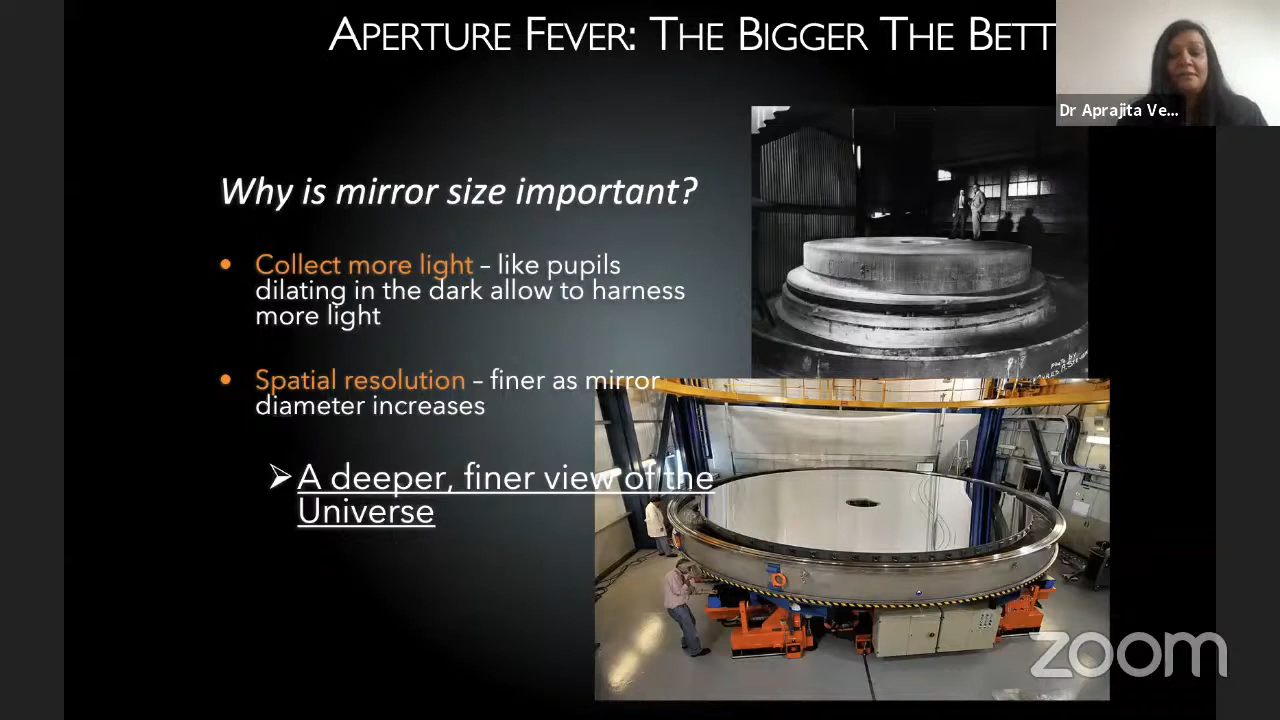 APERTURE FEVER: THE BIGGER THE BETT
Dr Aprajita Ve...
Why is mirror size important?
• Collect more light – like pupils
dilating in the dark allow to harness
more light
• Spatial resolution – finer as mirror
diameter increases
➢ A deeper, finer view of the
Universe
zoom